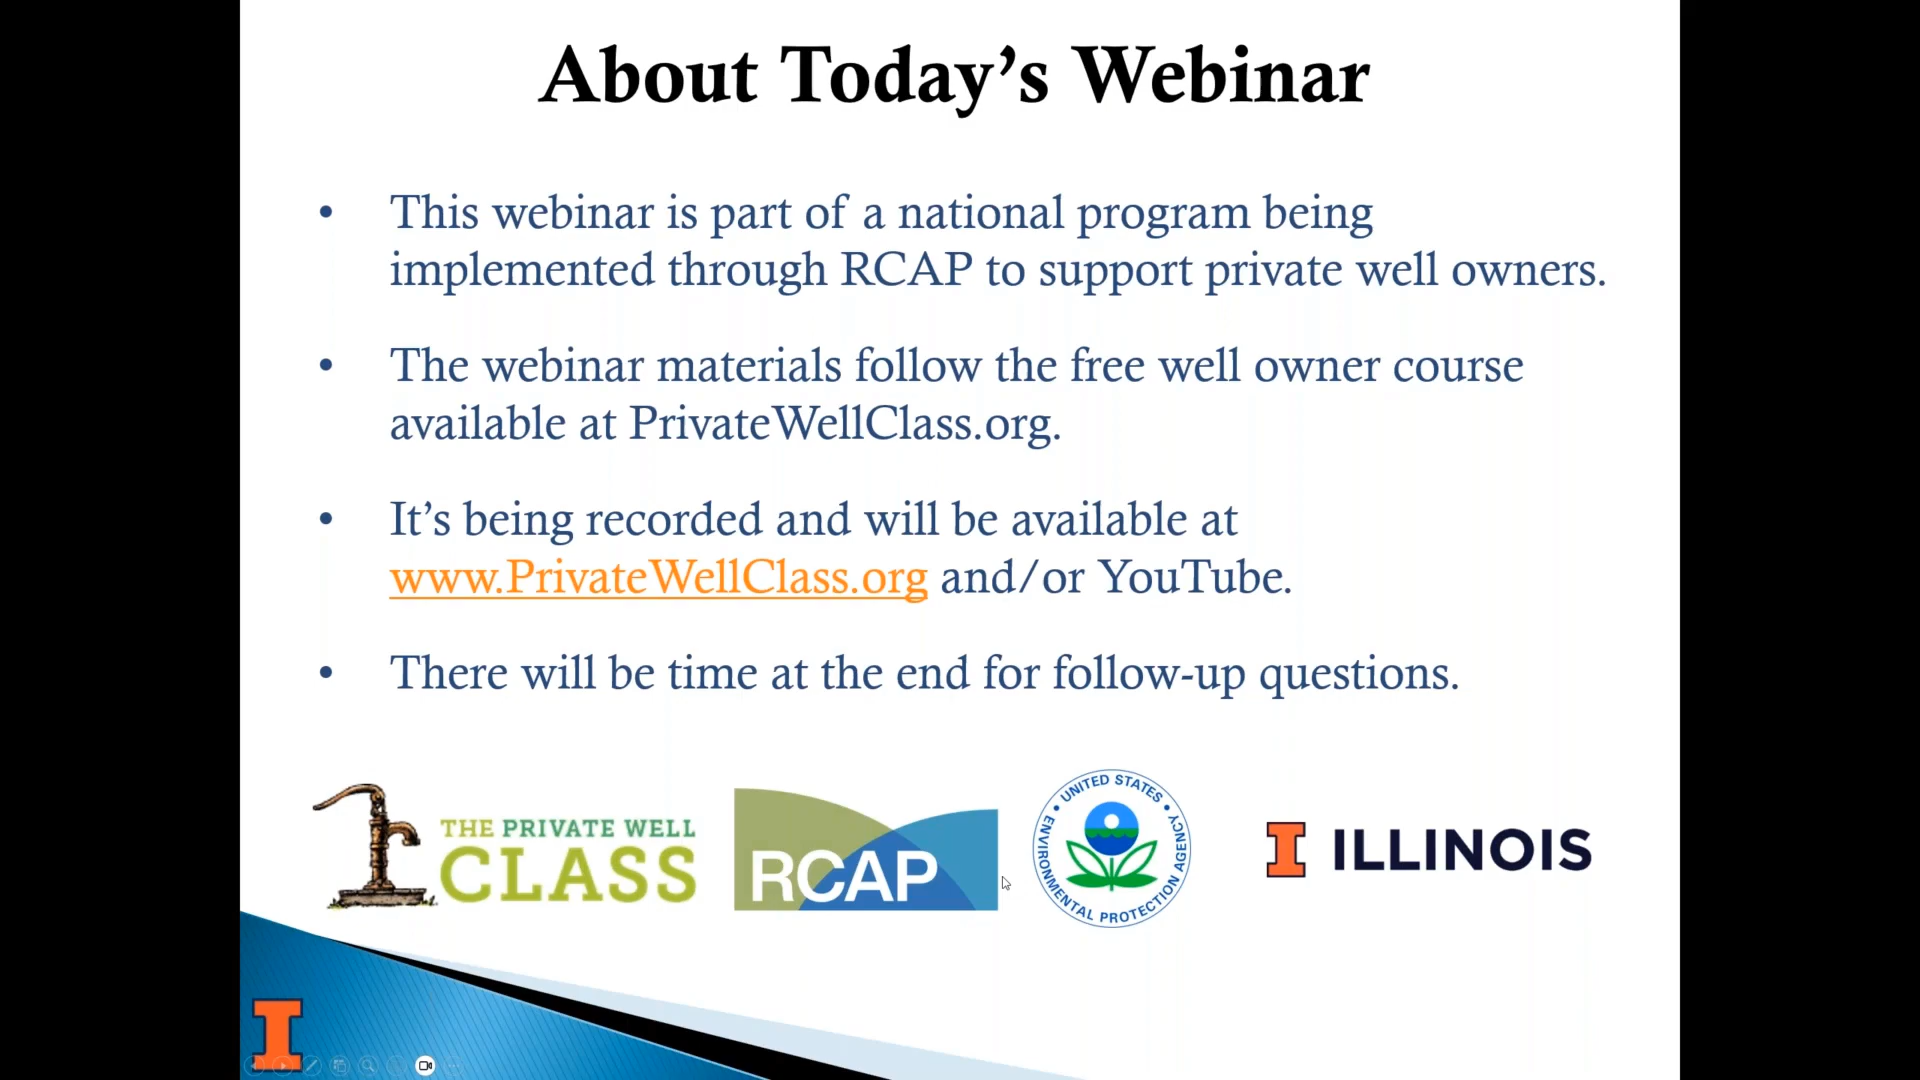 About Today’s Webinar
• This webinar is part of a national program being
implemented through RCAP to support private well owners.
• The webinar materials follow the free well owner course
available at PrivateWellClass.org.
• It’s being recorded and will be available at
www.PrivateWellClass.org and/or YouTube.
• There will be time at the end for follow-up questions.
THE PRIVATE WELL
CLASS
RCAP
UNITED STATES
ENVIRONMENTAL PROTECTION AGENCY
I ILLINOIS
I